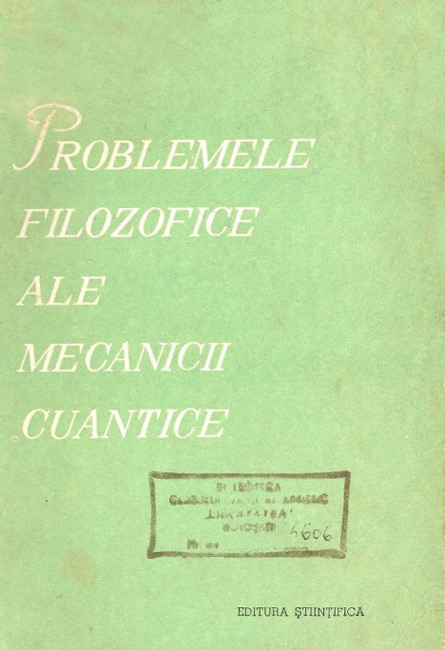 PROBLEMELE
FILOZOFICE
ALE
MECANICII
CUANTICE
4606
EDITURA ȘTIINȚIFICA